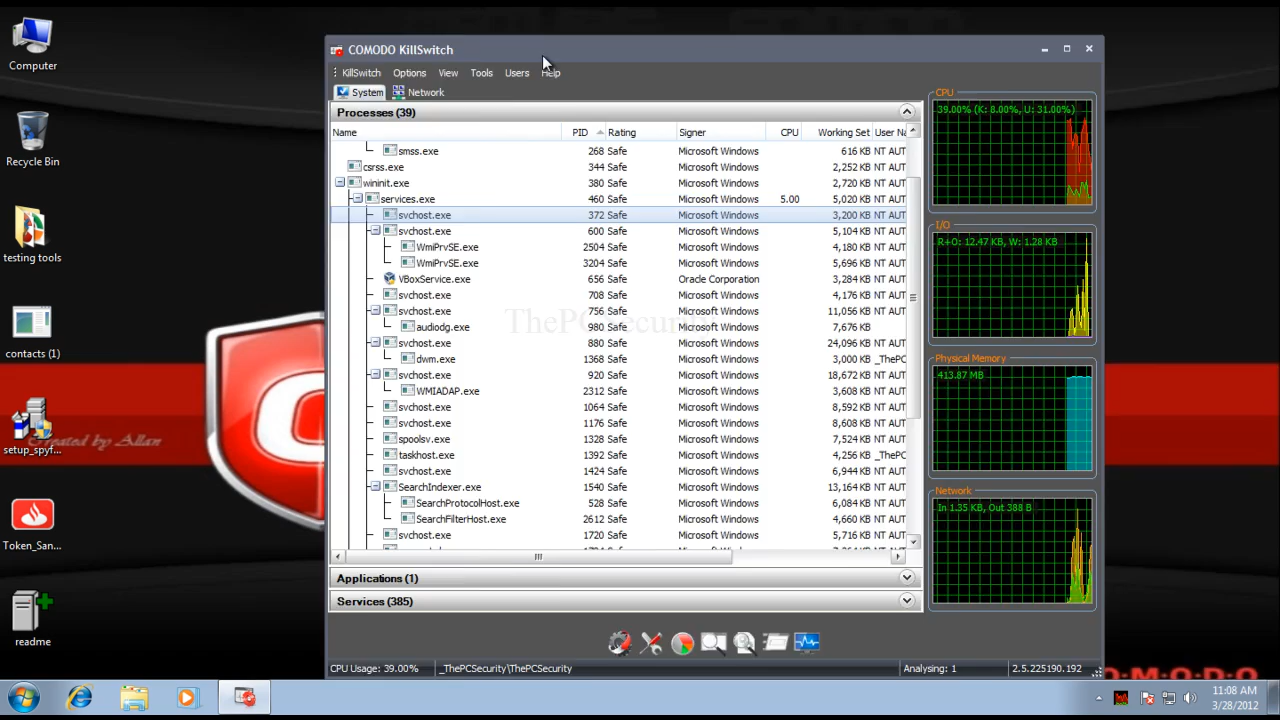 Computer
Recycle Bin
testing tools
contacts (1)
Created by Allan
setup_spyf...
Token_San...
readme
COMODO KillSwitch
KillSwitch Options View Tools Users Help
System Network
Processes (39)
Name PID Rating Signer CPU Working Set User Na
smss.exe 268 Safe Microsoft Windows 616 KB NT AUT
csrss.exe 344 Safe Microsoft Windows 2,252 KB NT AUT
wininit.exe 380 Safe Microsoft Windows 2,720 KB NT AUT
services.exe 460 Safe Microsoft Windows 5.00 5,020 KB NT AUT
svchost.exe 372 Safe Microsoft Windows 3,200 KB NT AUT
svchost.exe 600 Safe Microsoft Windows 5,104 KB NT AUT
WmiPrvSE.exe 2504 Safe Microsoft Windows 4,180 KB NT AUT
WmiPrvSE.exe 3204 Safe Microsoft Windows 5,696 KB NT AUT
VBoxService.exe 656 Safe Oracle Corporation 3,284 KB NT AUT
svchost.exe 708 Safe Microsoft Windows 4,176 KB NT AUT
svchost.exe 756 Safe Microsoft Windows 11,056 KB NT AUT
audiodg.exe 980 Safe Microsoft Windows 7,676 KB
svchost.exe 880 Safe Microsoft Windows 24,096 KB NT AUT
dwm.exe 1368 Safe Microsoft Windows 3,000 KB _ThePC
svchost.exe 920 Safe Microsoft Windows 18,672 KB NT AUT
WMIADAP.exe 2312 Safe Microsoft Windows 3,608 KB NT AUT
svchost.exe 1064 Safe Microsoft Windows 8,592 KB NT AUT
svchost.exe 1176 Safe Microsoft Windows 8,608 KB NT AUT
spoolsv.exe 1328 Safe Microsoft Windows 7,524 KB NT AUT
taskhost.exe 1392 Safe Microsoft Windows 4,256 KB _ThePC
svchost.exe 1424 Safe Microsoft Windows 6,944 KB NT AUT
SearchIndexer.exe 1540 Safe Microsoft Windows 13,164 KB NT AUT
SearchProtocolHost.exe 528 Safe Microsoft Windows 6,084 KB NT AUT
SearchFilterHost.exe 2612 Safe Microsoft Windows 4,660 KB NT AUT
svchost.exe 1720 Safe Microsoft Windows 5,716 KB NT AUT
Applications (1)
Services (385)
CPU
39.00% (K: 8.00%, U: 31.00%)
I/O
R+O: 12.47 KB, W: 1.28 KB
Physical Memory
413.87 MB
Network
In 1.35 KB, Out 388 B
CPU Usage: 39.00% _ThePCSecurity\ThePCSecurity Analysing: 1 2.5.225190.192
11:08 AM
3/28/2012